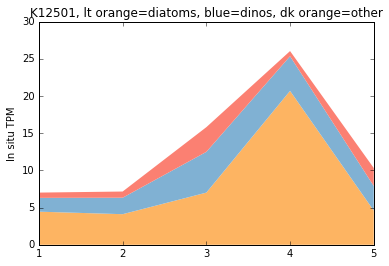 K12501, lt orange=diatoms, blue=dinos, dk orange=other
In situ TPM
30
25
20
15
10
5
0
1 2 3 4 5